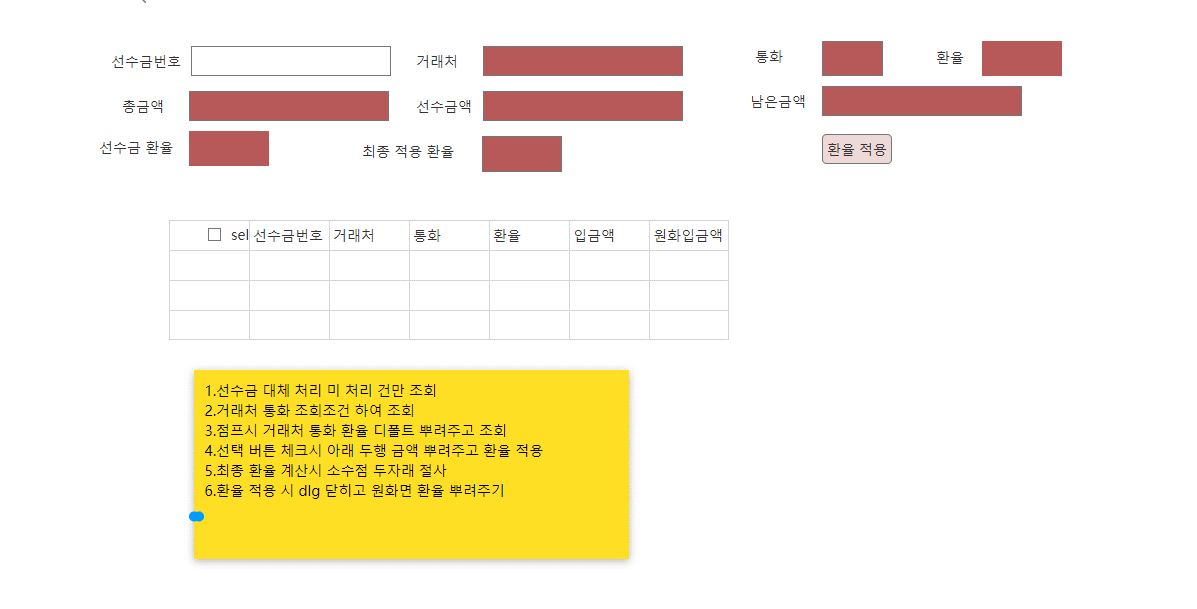 선수금번호 거래처 통화 환율
총금액 선수금액 남은금액
선수금 환율 최종 적용 환율 환율 적용
sel 선수금번호 거래처 통화 환율 입금액 원화입금액
1.선수금 대체 처리 미 처리 건만 조회
2.거래처 통화 조회조건 하여 조회
3.점프시 거래처 통화 환율 디폴트 뿌려주고 조회
4.선택 버튼 체크시 아래 두행 금액 뿌려주고 환율 적용
5.최종 환율 계산시 소수점 두자래 절사
6.환율 적용 시 dlg 닫히고 원화면 환율 뿌려주기